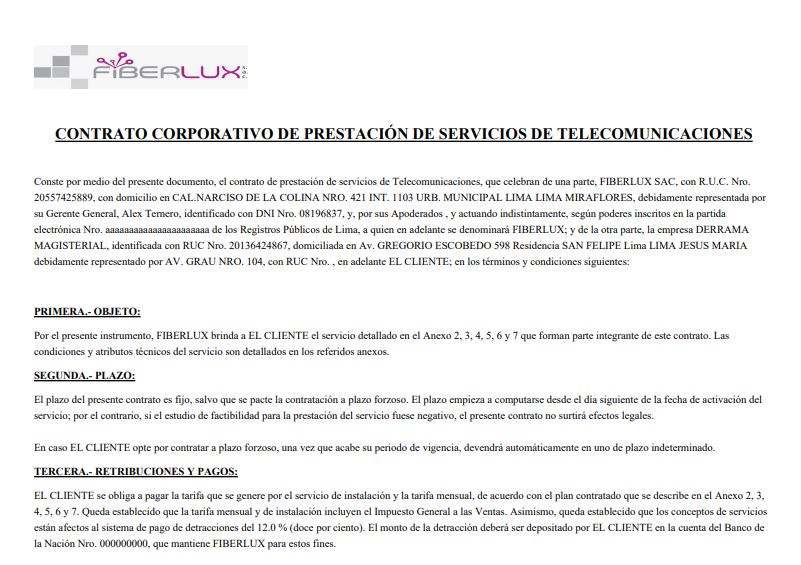 FIBERLUX S.A.C.
CONTRATO CORPORATIVO DE PRESTACIÓN DE SERVICIOS DE TELECOMUNICACIONES
Conste por medio del presente documento, el contrato de prestación de servicios de Telecomunicaciones, que celebran de una parte, FIBERLUX SAC, con R.U.C. Nro.
20557425889, con domicilio en CAL.NARCISO DE LA COLINA NRO. 421 INT. 1103 URB. MUNICIPAL LIMA LIMA MIRAFLORES, debidamente representada por
su Gerente General, Alex Ternero, identificado con DNI Nro. 08196837, y, por sus Apoderados , y actuando indistintamente, según poderes inscritos en la partida
electrónica Nro. aaaaaaaaaaaaaaaaaaaaaa de los Registros Públicos de Lima, a quien en adelante se denominará FIBERLUX; y de la otra parte, la empresa DERRAMA
MAGISTERIAL, identificada con RUC Nro. 20136424867, domiciliada en Av. GREGORIO ESCOBEDO 598 Residencia SAN FELIPE Lima LIMA JESUS MARIA
debidamente representado por AV. GRAU NRO. 104, con RUC Nro. , en adelante EL CLIENTE; en los términos y condiciones siguientes:
PRIMERA.- OBJETO:
Por el presente instrumento, FIBERLUX brinda a EL CLIENTE el servicio detallado en el Anexo 2, 3, 4, 5, 6 y 7 que forman parte integrante de este contrato. Las
condiciones y atributos técnicos del servicio son detallados en los referidos anexos.
SEGUNDA.- PLAZO:
El plazo del presente contrato es fijo, salvo que se pacte la contratación a plazo forzoso. El plazo empieza a computarse desde el día siguiente de la fecha de activación del
servicio; por el contrario, si el estudio de factibilidad para la prestación del servicio fuese negativo, el presente contrato no surtirá efectos legales.
En caso EL CLIENTE opte por contratar a plazo forzoso, una vez que acabe su periodo de vigencia, devendrá automáticamente en uno de plazo indeterminado.
TERCERA.- RETRIBUCIONES Y PAGOS:
EL CLIENTE se obliga a pagar la tarifa que se genere por el servicio de instalación y la tarifa mensual, de acuerdo con el plan contratado que se describe en el Anexo 2, 3,
4, 5, 6 y 7. Queda establecido que la tarifa mensual y de instalación incluyen el Impuesto General a las Ventas. Asimismo, queda establecido que los conceptos de servicios
están afectos al sistema de pago de detracciones del 12.0 % (doce por ciento). El monto de la detracción deberá ser depositado por EL CLIENTE en la cuenta del Banco de
la Nación Nro. 000000000, que mantiene FIBERLUX para estos fines.